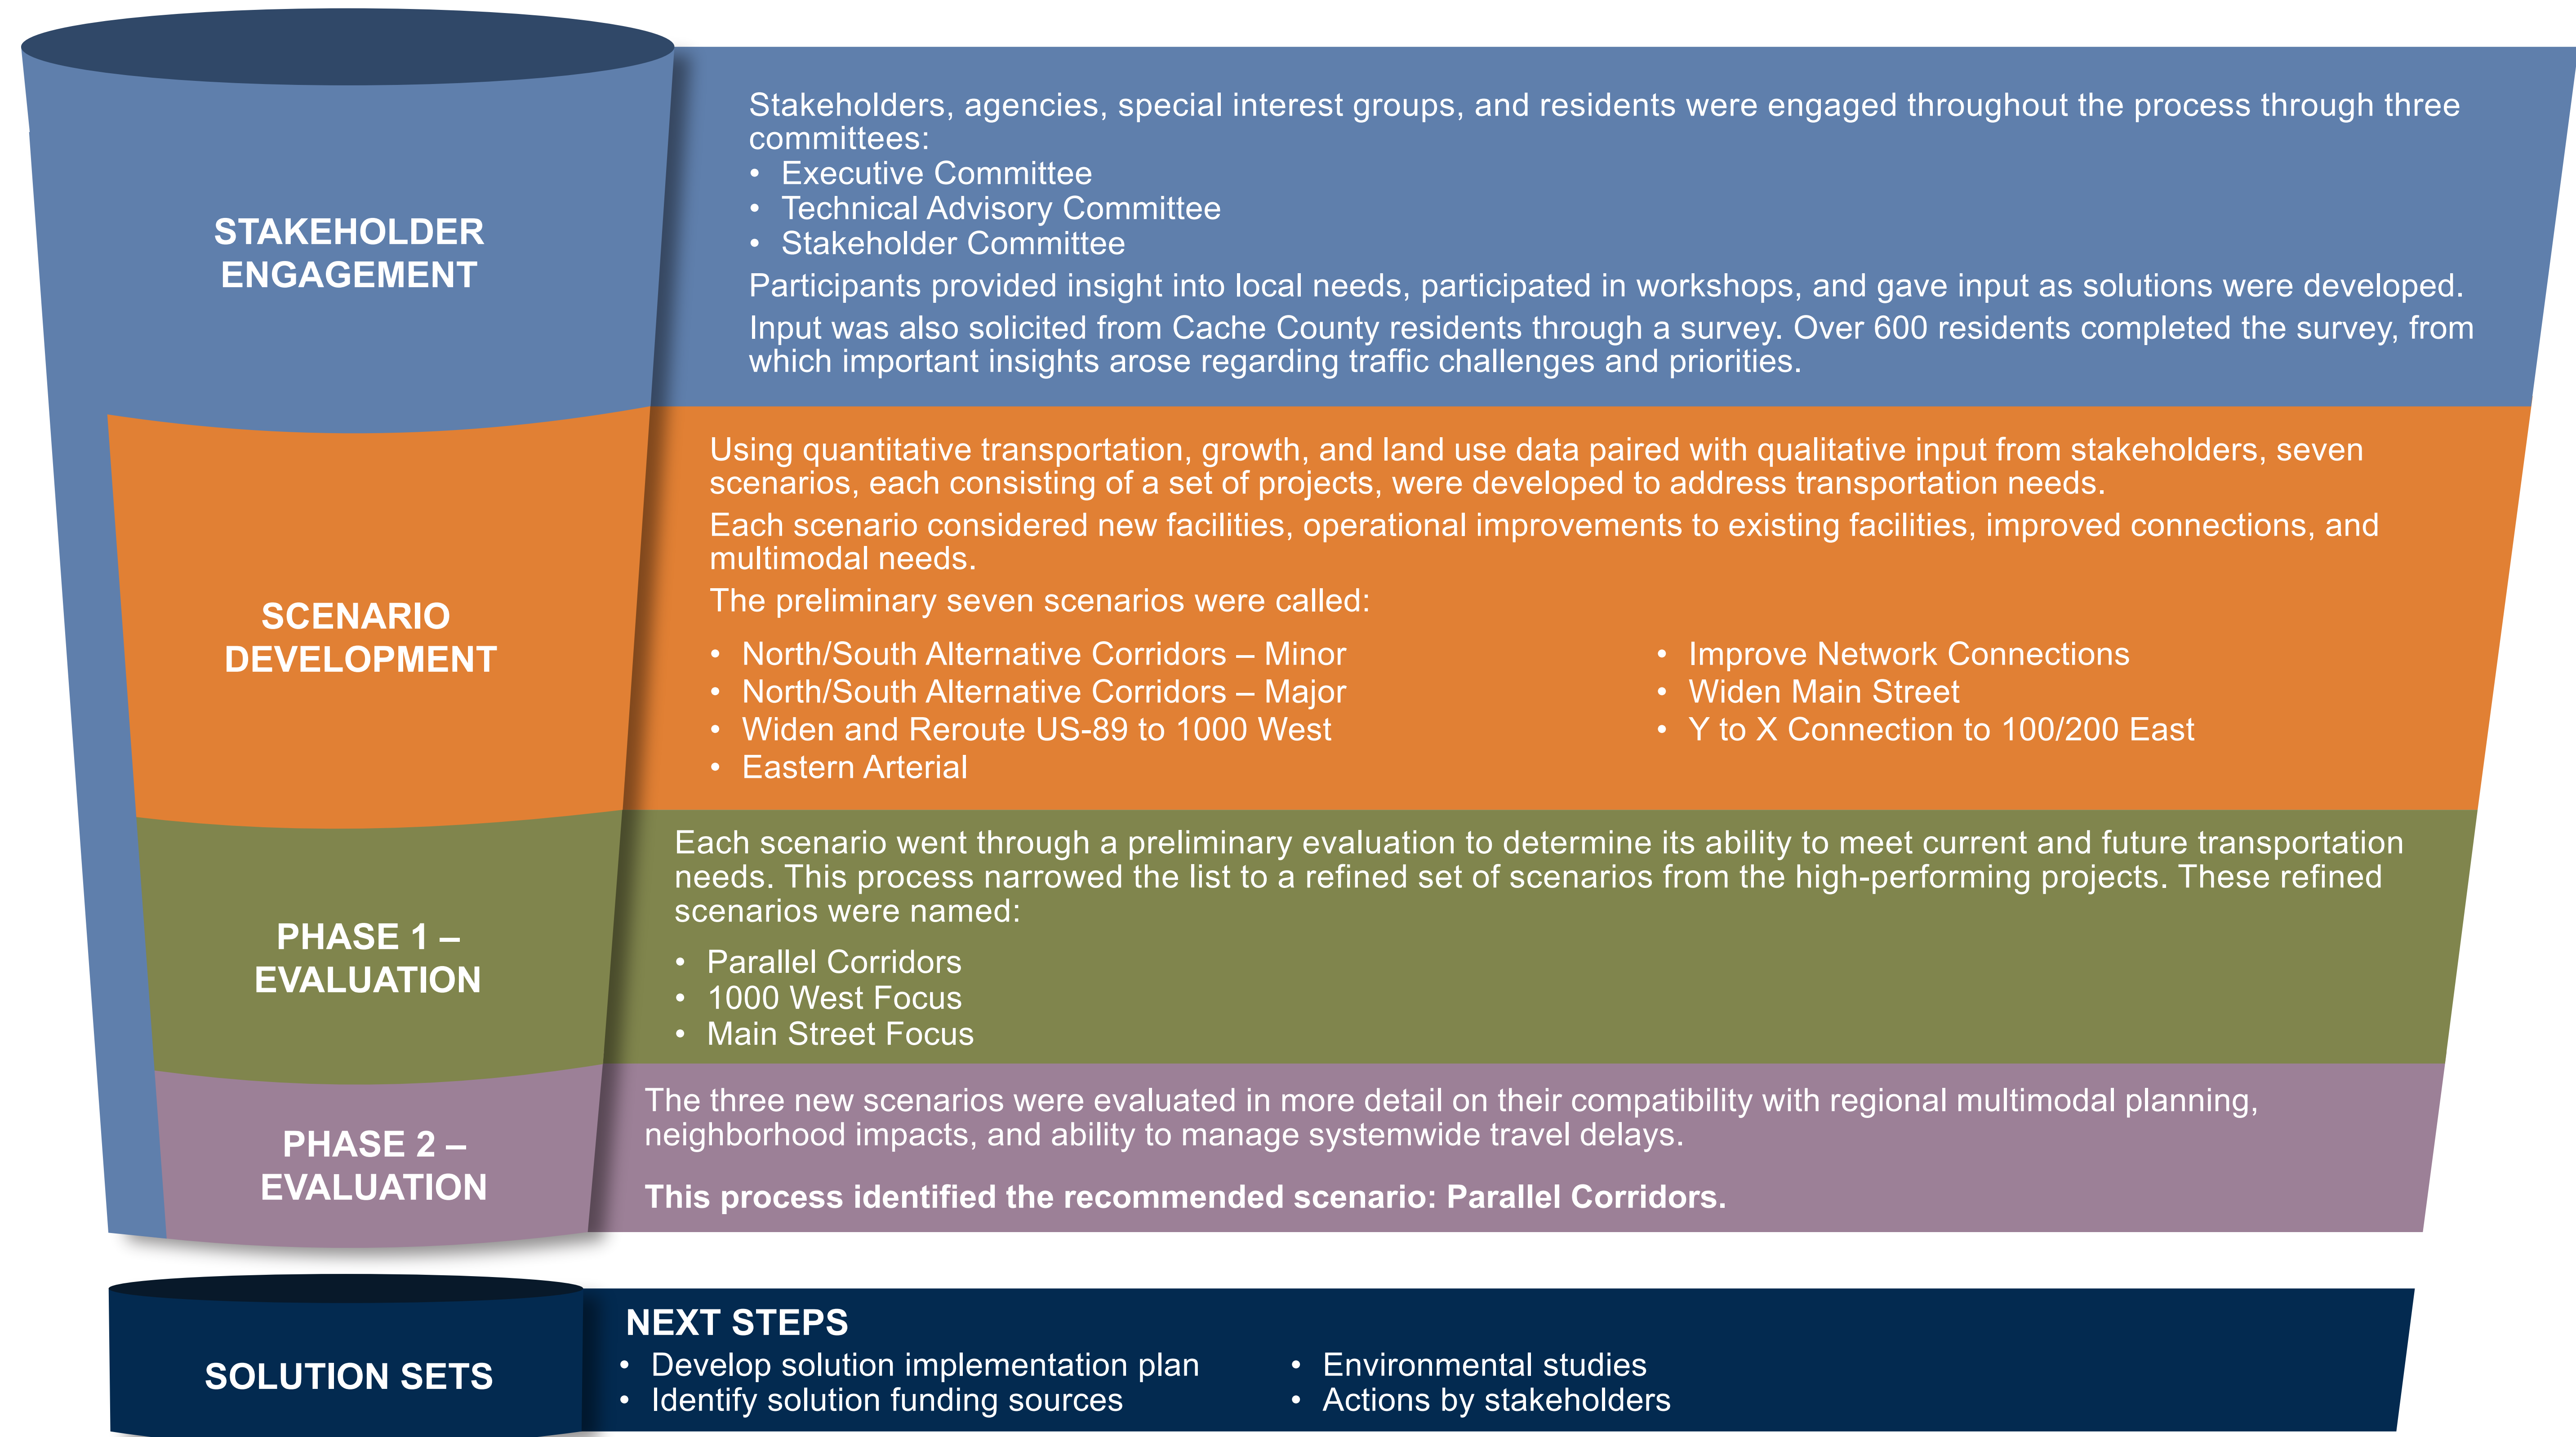 STAKEHOLDER
ENGAGEMENT
Stakeholders, agencies, special interest groups, and residents were engaged throughout the process through three
committees:
• Executive Committee
• Technical Advisory Committee
• Stakeholder Committee
Participants provided insight into local needs, participated in workshops, and gave input as solutions were developed.
Input was also solicited from Cache County residents through a survey. Over 600 residents completed the survey, from
which important insights arose regarding traffic challenges and priorities.
SCENARIO
DEVELOPMENT
Using quantitative transportation, growth, and land use data paired with qualitative input from stakeholders, seven
scenarios, each consisting of a set of projects, were developed to address transportation needs.
Each scenario considered new facilities, operational improvements to existing facilities, improved connections, and
multimodal needs.
The preliminary seven scenarios were called:
• North/South Alternative Corridors – Minor
• North/South Alternative Corridors – Major
• Widen and Reroute US-89 to 1000 West
• Eastern Arterial
• Improve Network Connections
• Widen Main Street
• Y to X Connection to 100/200 East
PHASE 1 –
EVALUATION
Each scenario went through a preliminary evaluation to determine its ability to meet current and future transportation
needs. This process narrowed the list to a refined set of scenarios from the high-performing projects. These refined
scenarios were named:
• Parallel Corridors
• 1000 West Focus
• Main Street Focus
PHASE 2 –
EVALUATION
The three new scenarios were evaluated in more detail on their compatibility with regional multimodal planning,
neighborhood impacts, and ability to manage systemwide travel delays.
This process identified the recommended scenario: Parallel Corridors.
SOLUTION SETS
NEXT STEPS
• Develop solution implementation plan
• Identify solution funding sources
• Environmental studies
• Actions by stakeholders